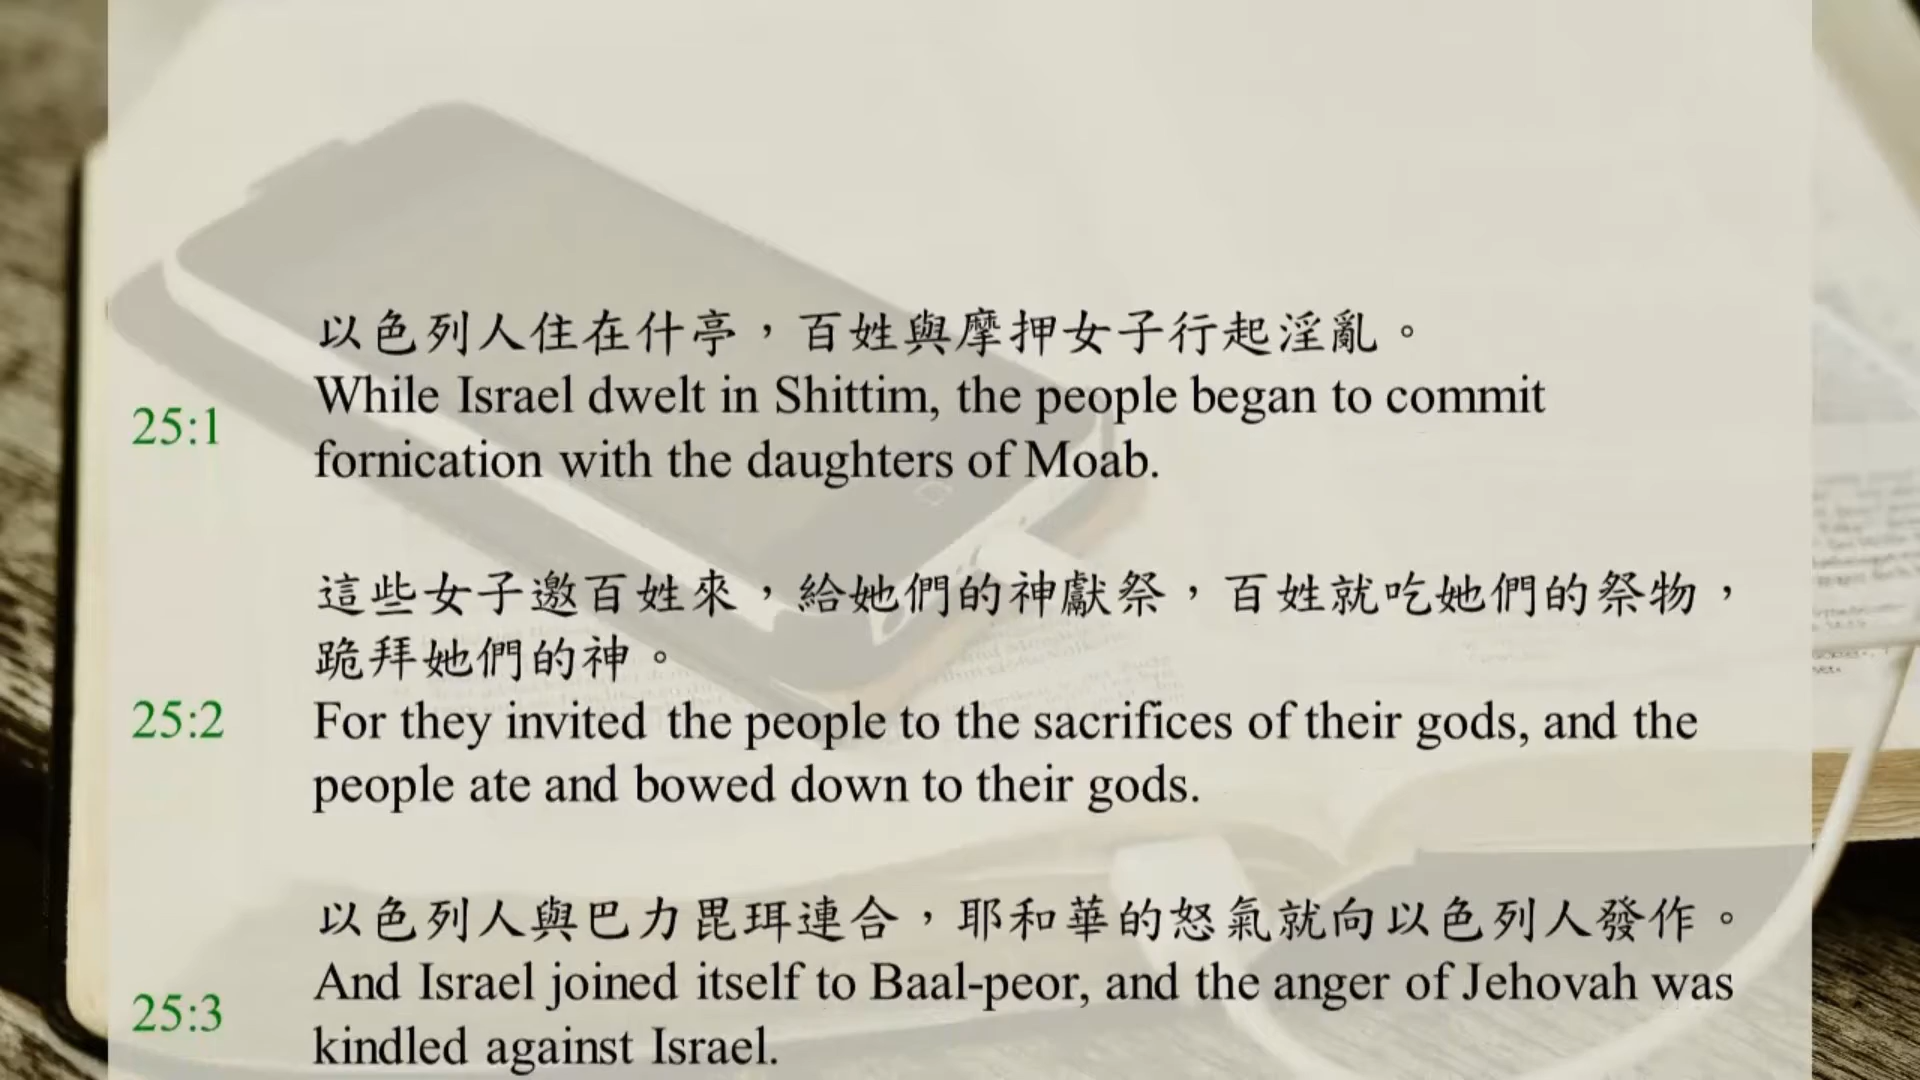 以色列人住在什亭，百姓與摩押女子行起淫亂。
While Israel dwelt in Shittim, the people began to commit
25:1
fornication with the daughters of Moab.
這些女子邀百姓來，給她們的神獻祭，百姓就吃她們的祭物，
跪拜她們的神。
25:2
For they invited the people to the sacrifices of their gods, and the
people ate and bowed down to their gods.
以色列人與巴力毘珥連合，耶和華的怒氣就向以色列人發作。
And Israel joined itself to Baal-peor, and the anger of Jehovah was
25:3
kindled against Israel.